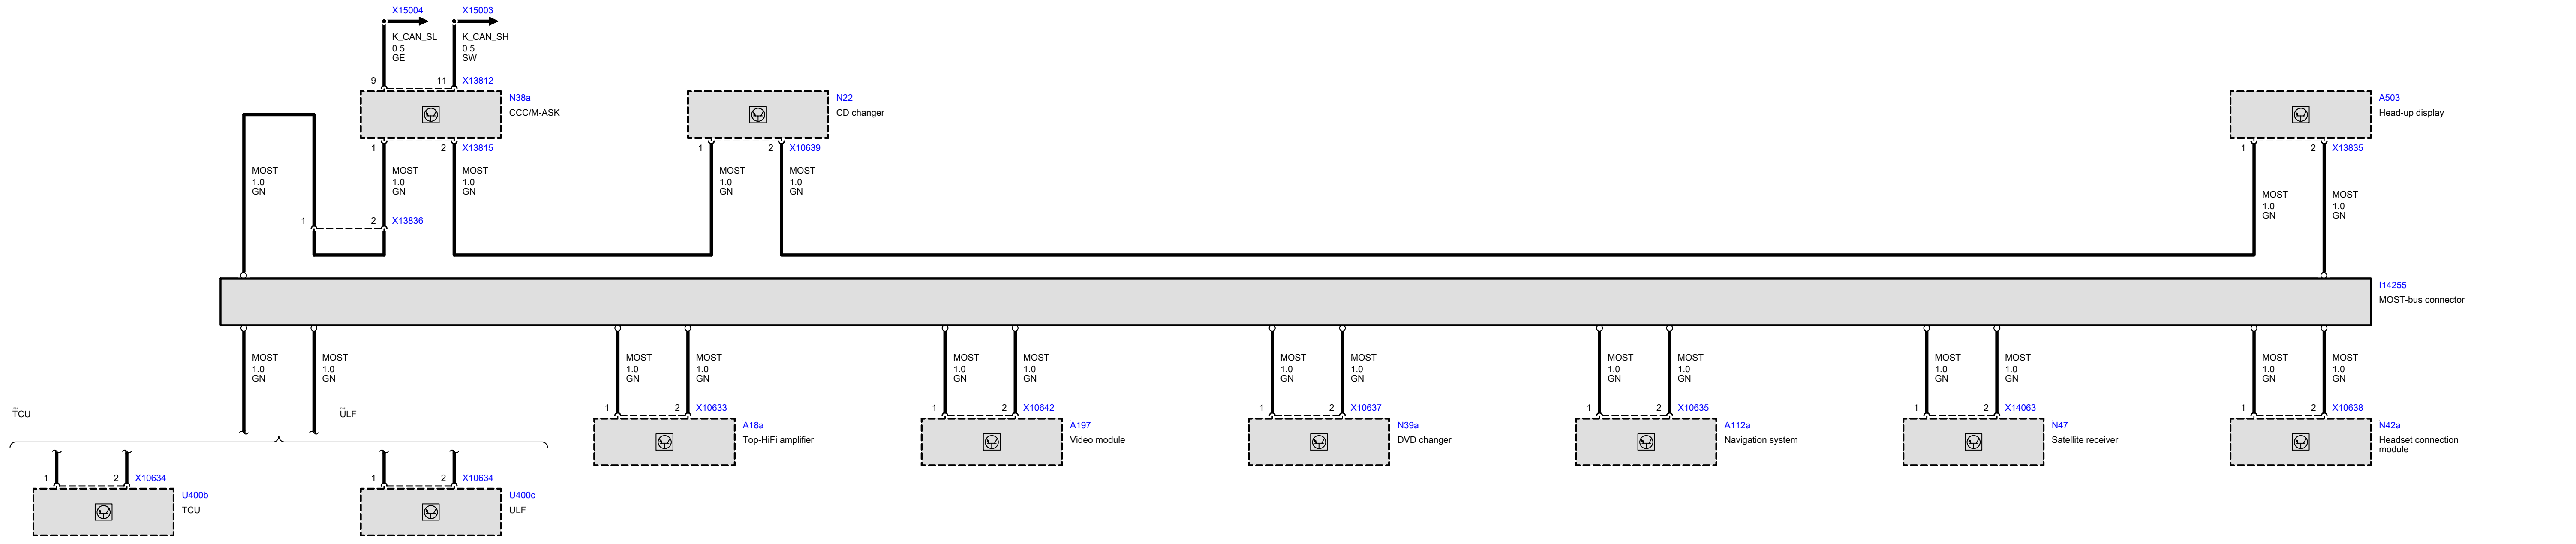 X15004
X15003
K_CAN_SL
0.5
GE
K_CAN_SH
0.5
SW
9
11
X13812
N38a
CCC/M-ASK
N22
CD changer
A503
Head-up display
1
2
X13815
1
2
X10639
1
2
X13835
MOST
1.0
GN
MOST
1.0
GN
MOST
1.0
GN
MOST
1.0
GN
MOST
1.0
GN
MOST
1.0
GN
MOST
1.0
GN
1
2
X13836
I14255
MOST-bus connector
MOST
1.0
GN
MOST
1.0
GN
MOST
1.0
GN
MOST
1.0
GN
MOST
1.0
GN
MOST
1.0
GN
MOST
1.0
GN
MOST
1.0
GN
MOST
1.0
GN
MOST
1.0
GN
MOST
1.0
GN
MOST
1.0
GN
MOST
1.0
GN
MOST
1.0
GN
TCU
ULF
1
2
X10633
1
2
X10642
1
2
X10637
1
2
X10635
1
2
X14063
1
2
X10638
A18a
Top-HiFi amplifier
A197
Video module
N39a
DVD changer
A112a
Navigation system
N47
Satellite receiver
N42a
Headset connection
module
1
2
X10634
1
2
X10634
U400b
TCU
U400c
ULF